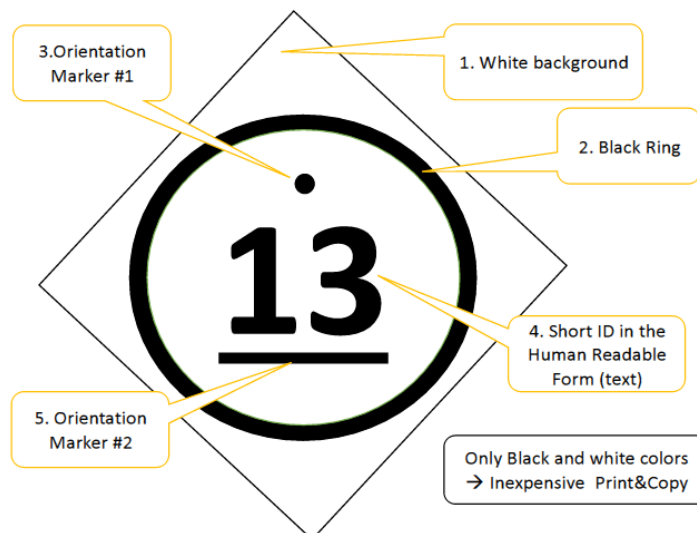 3.Orientation
Marker #1
1. White background
2. Black Ring
13
4. Short ID in the
Human Readable
Form (text)
5. Orientation
Marker #2
Only Black and white colors
→ Inexpensive Print&Copy